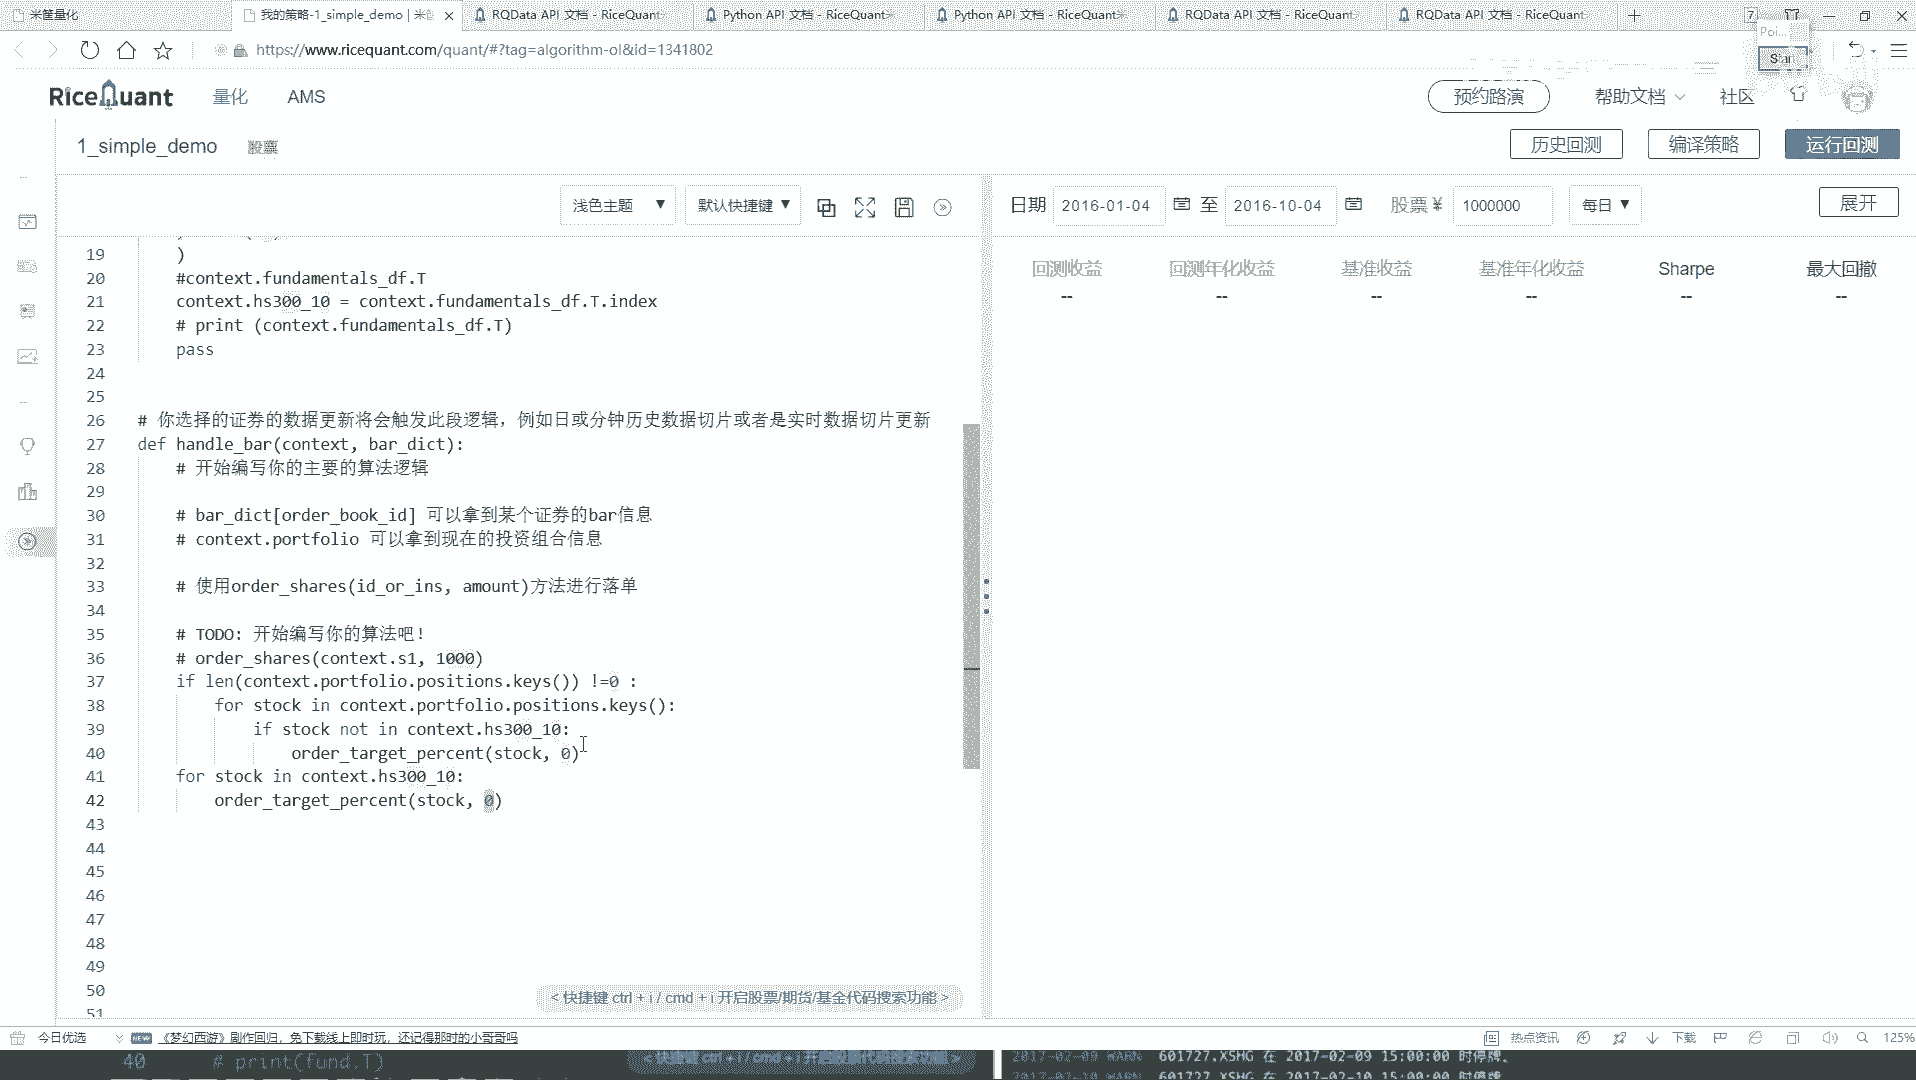 米筐量化
我的策略-1_simple_demo | 米筐
RQData API 文档 - RiceQuant
Python API 文档 - RiceQuant
Python API 文档 - RiceQuant
RQData API 文档 - RiceQuant
RQData API 文档 - RiceQuant
7
Poi...
https://www.ricequant.com/quant/#?tag=algorithm-ol&id=1341802
RiceQuant
量化
AMS
预约路演
帮助文档
社区
1_simple_demo
股票
历史回测
编译策略
运行回测
浅色主题
默认快捷键
日期 2016-01-04 至 2016-10-04 股票 ¥ 1000000 每日
展开
回测收益 回测年化收益 基准收益 基准年化收益 Sharpe 最大回撤
-- -- -- -- -- --
19 )
20 #context.fundamentals_df.T
21 context.hs300_10 = context.fundamentals_df.T.index
22 # print (context.fundamentals_df.T)
23 pass
24
25
26 # 你选择的证券的数据更新将会触发此段逻辑，例如日或分钟历史数据切片或者是实时数据切片更新
27 def handle_bar(context, bar_dict):
28 # 开始编写你的主要的算法逻辑
29
30 # bar_dict[order_book_id] 可以拿到某个证券的bar信息
31 # context.portfolio 可以拿到现在的投资组合信息
32
33 # 使用order_shares(id_or_ins, amount)方法进行落单
34
35 # TODO: 开始编写你的算法吧！
36 # order_shares(context.s1, 1000)
37 if len(context.portfolio.positions.keys()) !=0 :
38 for stock in context.portfolio.positions.keys():
39 if stock not in context.hs300_10:
40 order_target_percent(stock, 0)
41 for stock in context.hs300_10:
42 order_target_percent(stock, 0)
43
44
45
46
47
48
49
50
51
< 快捷键 ctrl + i / cmd + i 开启股票/期货/基金代码搜索功能 >
今日优选
NEW
《梦幻西游》剧作回归，免下载线上即时玩，还记得那时的小哥哥吗
热点资讯
下载
125%
40 # print(fund.T)
2017-02-09 WARN 601727.XSHG 在 2017-02-09 15:00:00 时停牌。
2017-02-10 WARN 601727.XSHG 在 2017-02-10 15:00:00 时停牌。